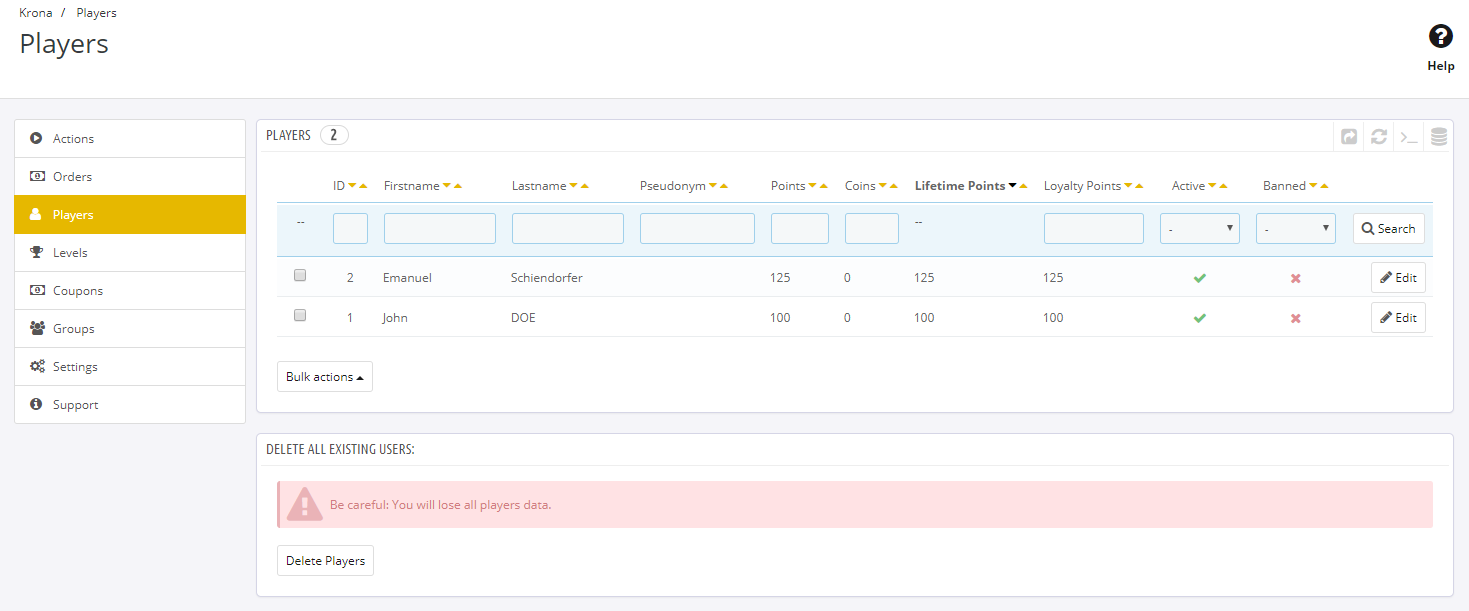 Krona / Players
Players
Help
Actions
Orders
Players
Levels
Coupons
Groups
Settings
Support
PLAYERS 2
ID Firstname Lastname Pseudonym Points Coins Lifetime Points Loyalty Points Active Banned
-- -- - - Search
2 Emanuel Schiendorfer 125 0 125 125 Edit
1 John DOE 100 0 100 100 Edit
Bulk actions
DELETE ALL EXISTING USERS:
Be careful: You will lose all players data.
Delete Players